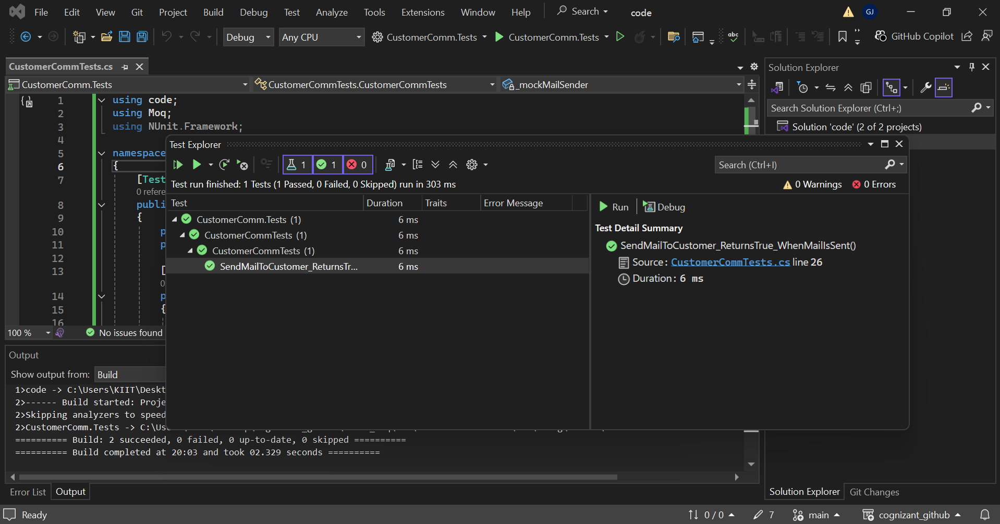 File Edit View Git Project Build Debug Test Analyze Tools Extensions Window Help Search code GJ
Debug Any CPU CustomerComm.Tests CustomerComm.Tests abc GitHub Copilot
CustomerCommTests.cs
CustomerComm.Tests CustomerCommTests.CustomerCommTests _mockMailSender
1 using code;
2 using Moq;
3 using NUnit.Framework;
4
5 namespace
6 {
7 [Test
0 refere
8 publi
9 {
10 p
11 p
12
13 [
0
14 p
15 {
16
100 % No issues found
Test Explorer
1 1 0 Search (Ctrl+I)
Test run finished: 1 Tests (1 Passed, 0 Failed, 0 Skipped) run in 303 ms 0 Warnings 0 Errors
Test Duration Traits Error Message
CustomerComm.Tests (1) 6 ms
CustomerCommTests (1) 6 ms
CustomerCommTests (1) 6 ms
SendMailToCustomer_ReturnsTr... 6 ms
Run Debug
Test Detail Summary
SendMailToCustomer_ReturnsTrue_WhenMailIsSent()
Source: CustomerCommTests.cs line 26
Duration: 6 ms
Solution Explorer
Search Solution Explorer (Ctrl+;)
Solution 'code' (2 of 2 projects)
Output
Show output from: Build
1>code -> C:\Users\KIIT\Deskt
2>------ Build started: Proje
2>Skipping analyzers to speed
2>CustomerComm.Tests -> C:\Us
========== Build: 2 succeeded, 0 failed, 0 up-to-date, 0 skipped ==========
========== Build completed at 20:03 and took 02.329 seconds ==========
Error List Output
Solution Explorer Git Changes
Ready 0 / 0 7 main cognizant_github